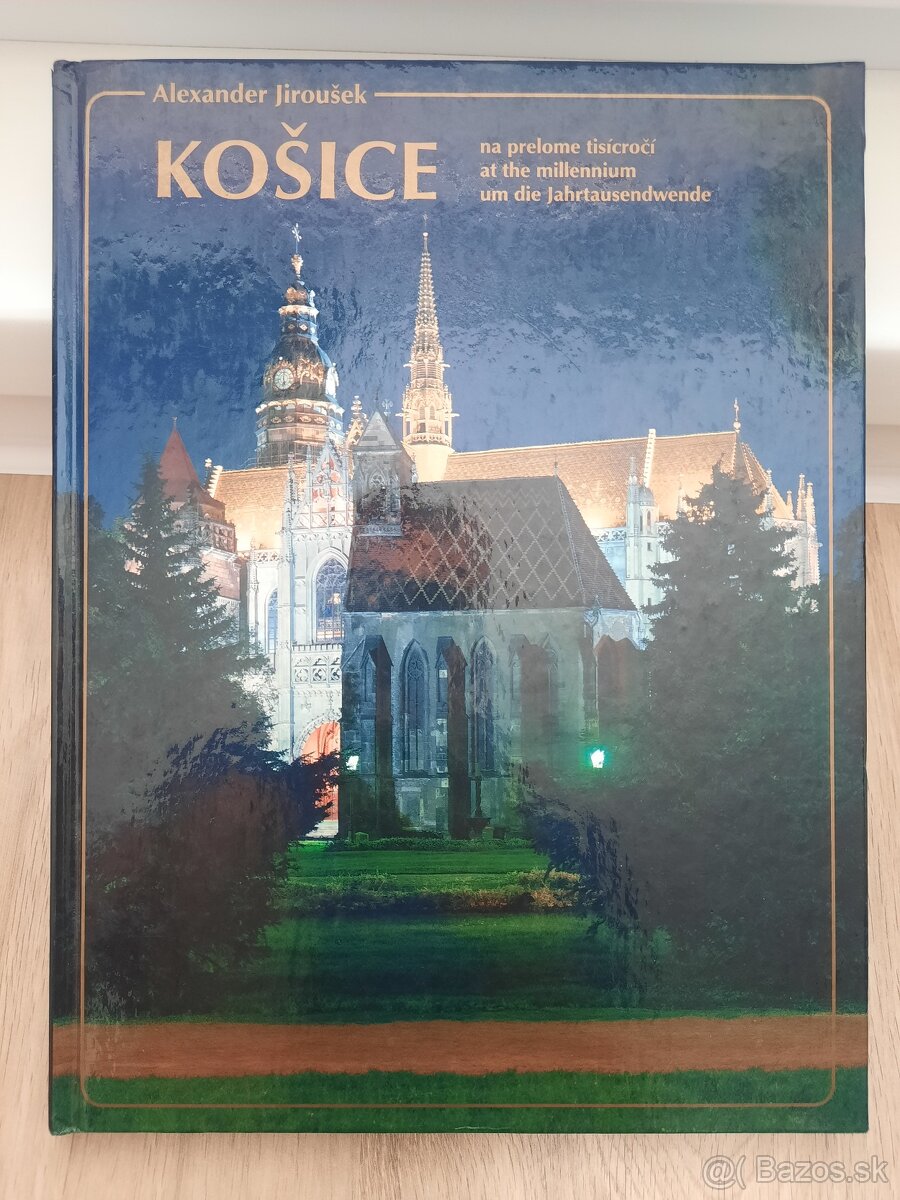 Alexander Jiroušek
KOŠICE
na prelome tisícročí
at the millennium
um die Jahrtausendwende
@( Bazos.sk